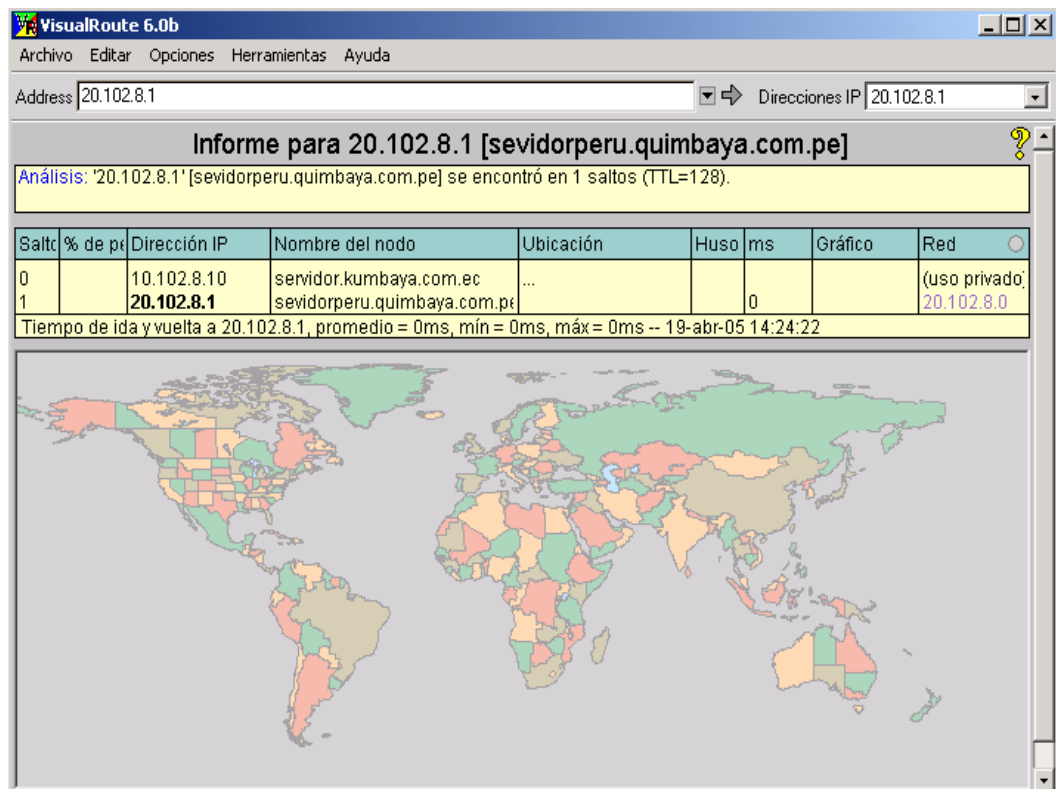 VisualRoute 6.0b
Archivo Editar Opciones Herramientas Ayuda
Address 20.102.8.1 Direcciones IP 20.102.8.1
Informe para 20.102.8.1 [sevidorperu.quimbaya.com.pe]
Análisis: '20.102.8.1' [sevidorperu.quimbaya.com.pe] se encontró en 1 saltos (TTL=128).
Salto % de pe Dirección IP Nombre del nodo Ubicación Huso ms Gráfico Red
0 10.102.8.10 servidor.kumbaya.com.ec ... (uso privado)
1 20.102.8.1 sevidorperu.quimbaya.com.pe 0 20.102.8.0
Tiempo de ida y vuelta a 20.102.8.1, promedio = 0ms, mín = 0ms, máx = 0ms -- 19-abr-05 14:24:22